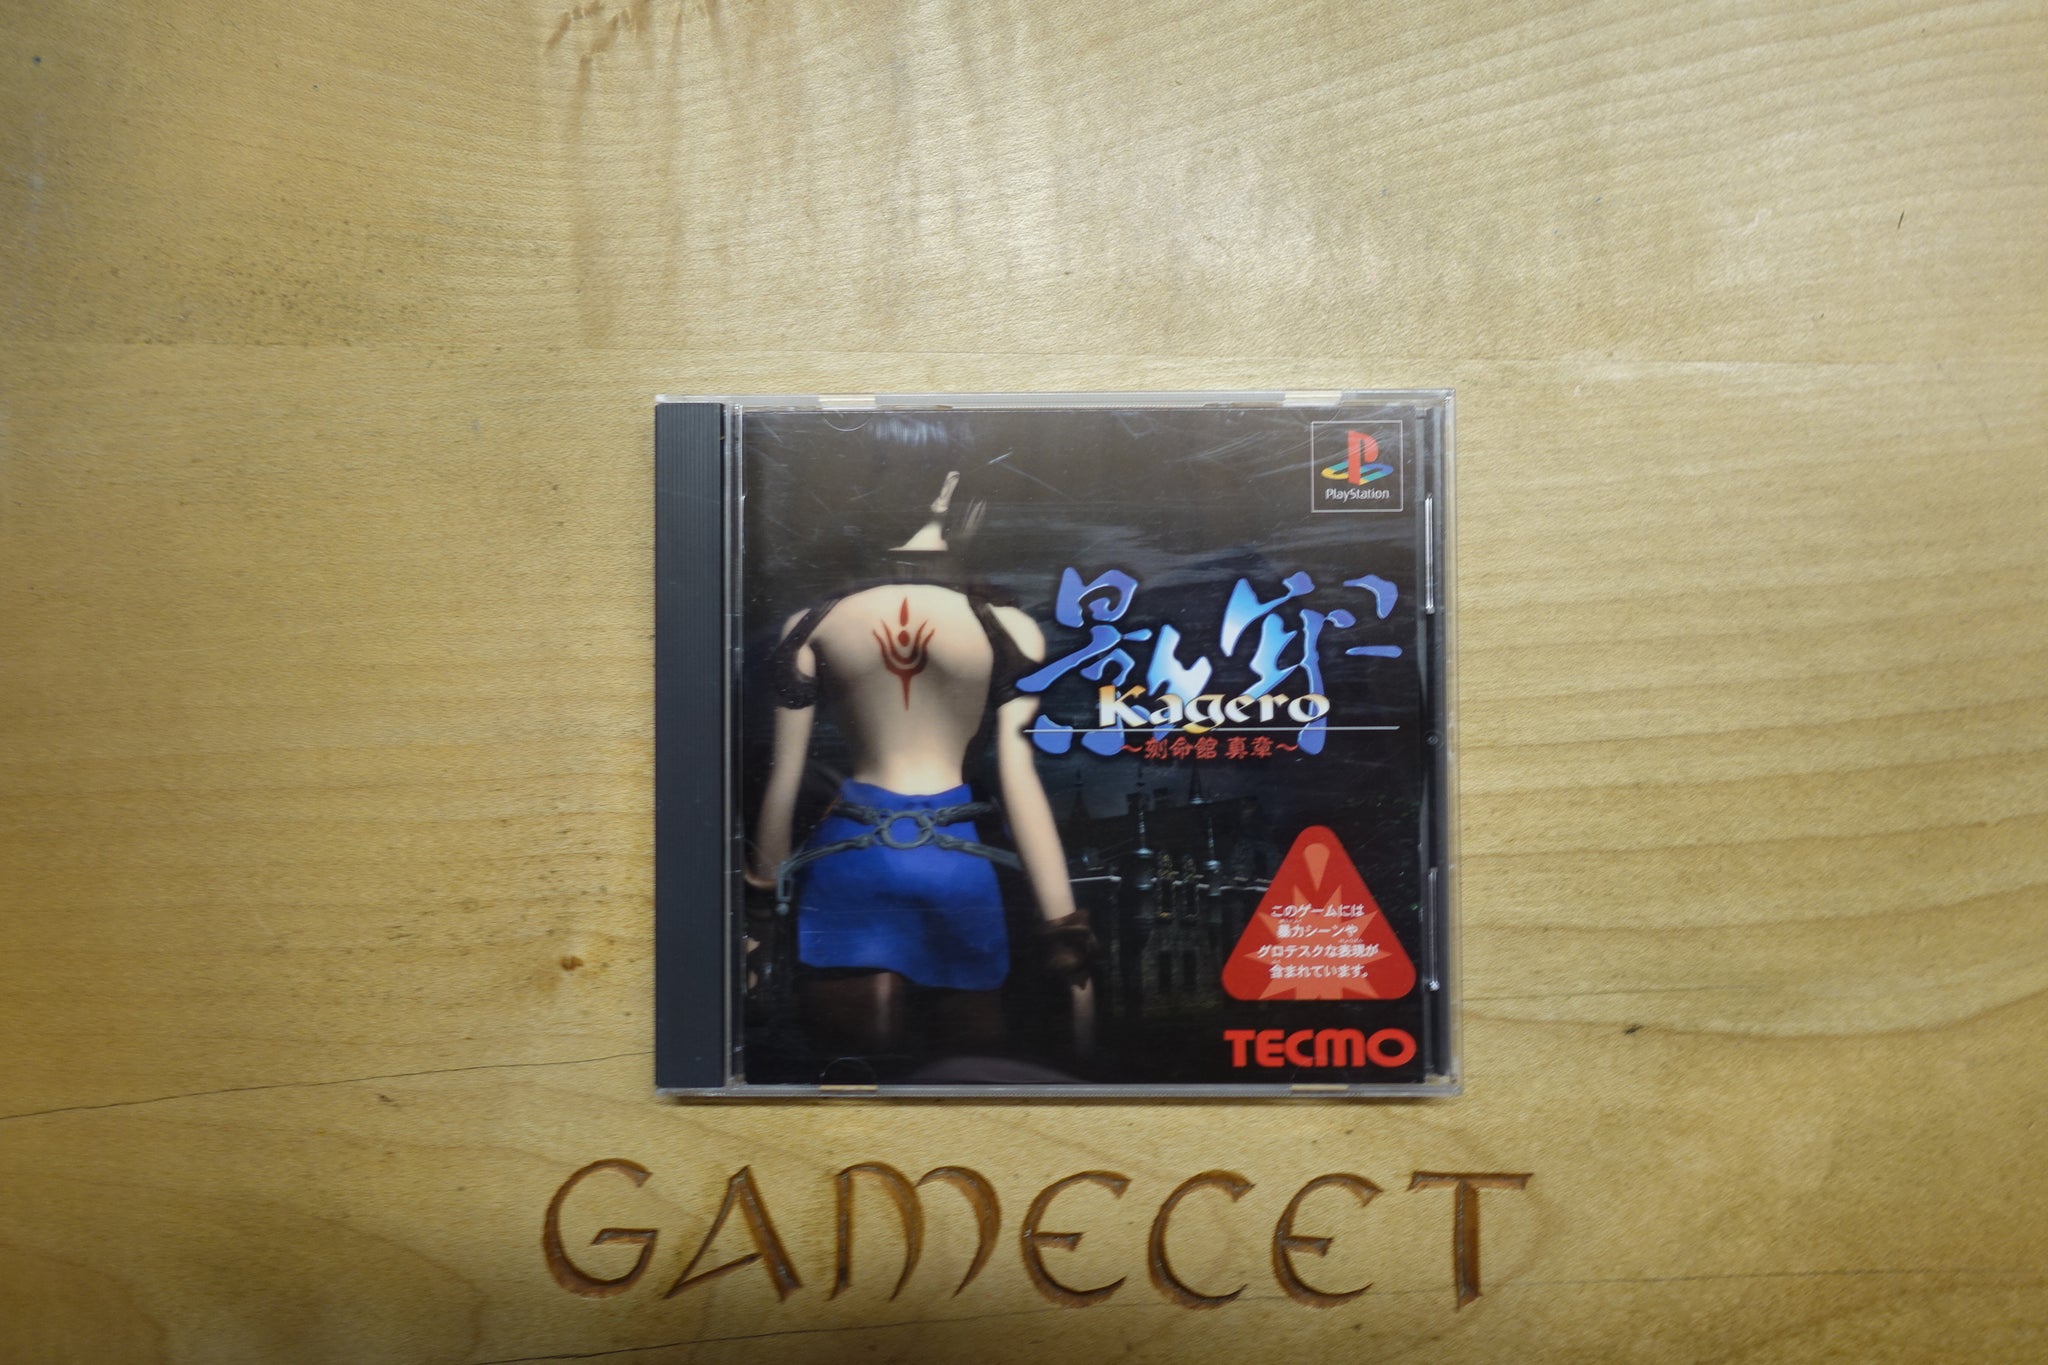 PlayStation
影牢
Kagero
～刻命館 真章～
このゲームには
暴力シーンや
グロテスクな表現が
含まれています。
TECMO
GAMECET